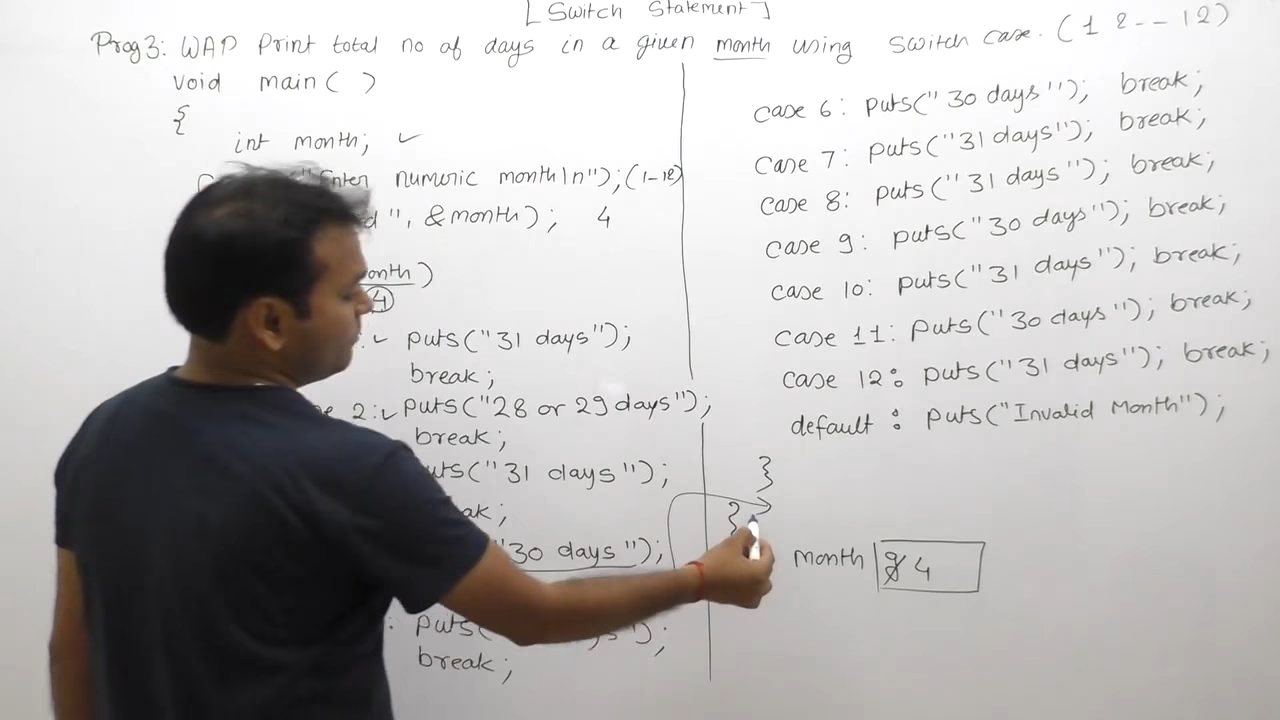 [ Switch Statement ]
Prog3: WAP Print total no of days in a given month using Switch case. (1 2 -- 12)
void main( )
{
int month; ✓
"Enter numeric month\n"); (1-12)
d", &month); 4
onth)
4
: ✓ puts("31 days");
break;
2: ✓ puts("28 or 29 days");
break;
uts("31 days");
ak;
"30 days");
: puts( );
break;
case 6: puts("30 days"); break;
case 7: puts("31 days"); break;
case 8: puts("31 days"); break;
case 9: puts("30 days"); break;
case 10: puts("31 days"); break;
case 11: puts("30 days"); break;
case 12: puts("31 days"); break;
default : puts("Invalid Month");
}
}
month 4